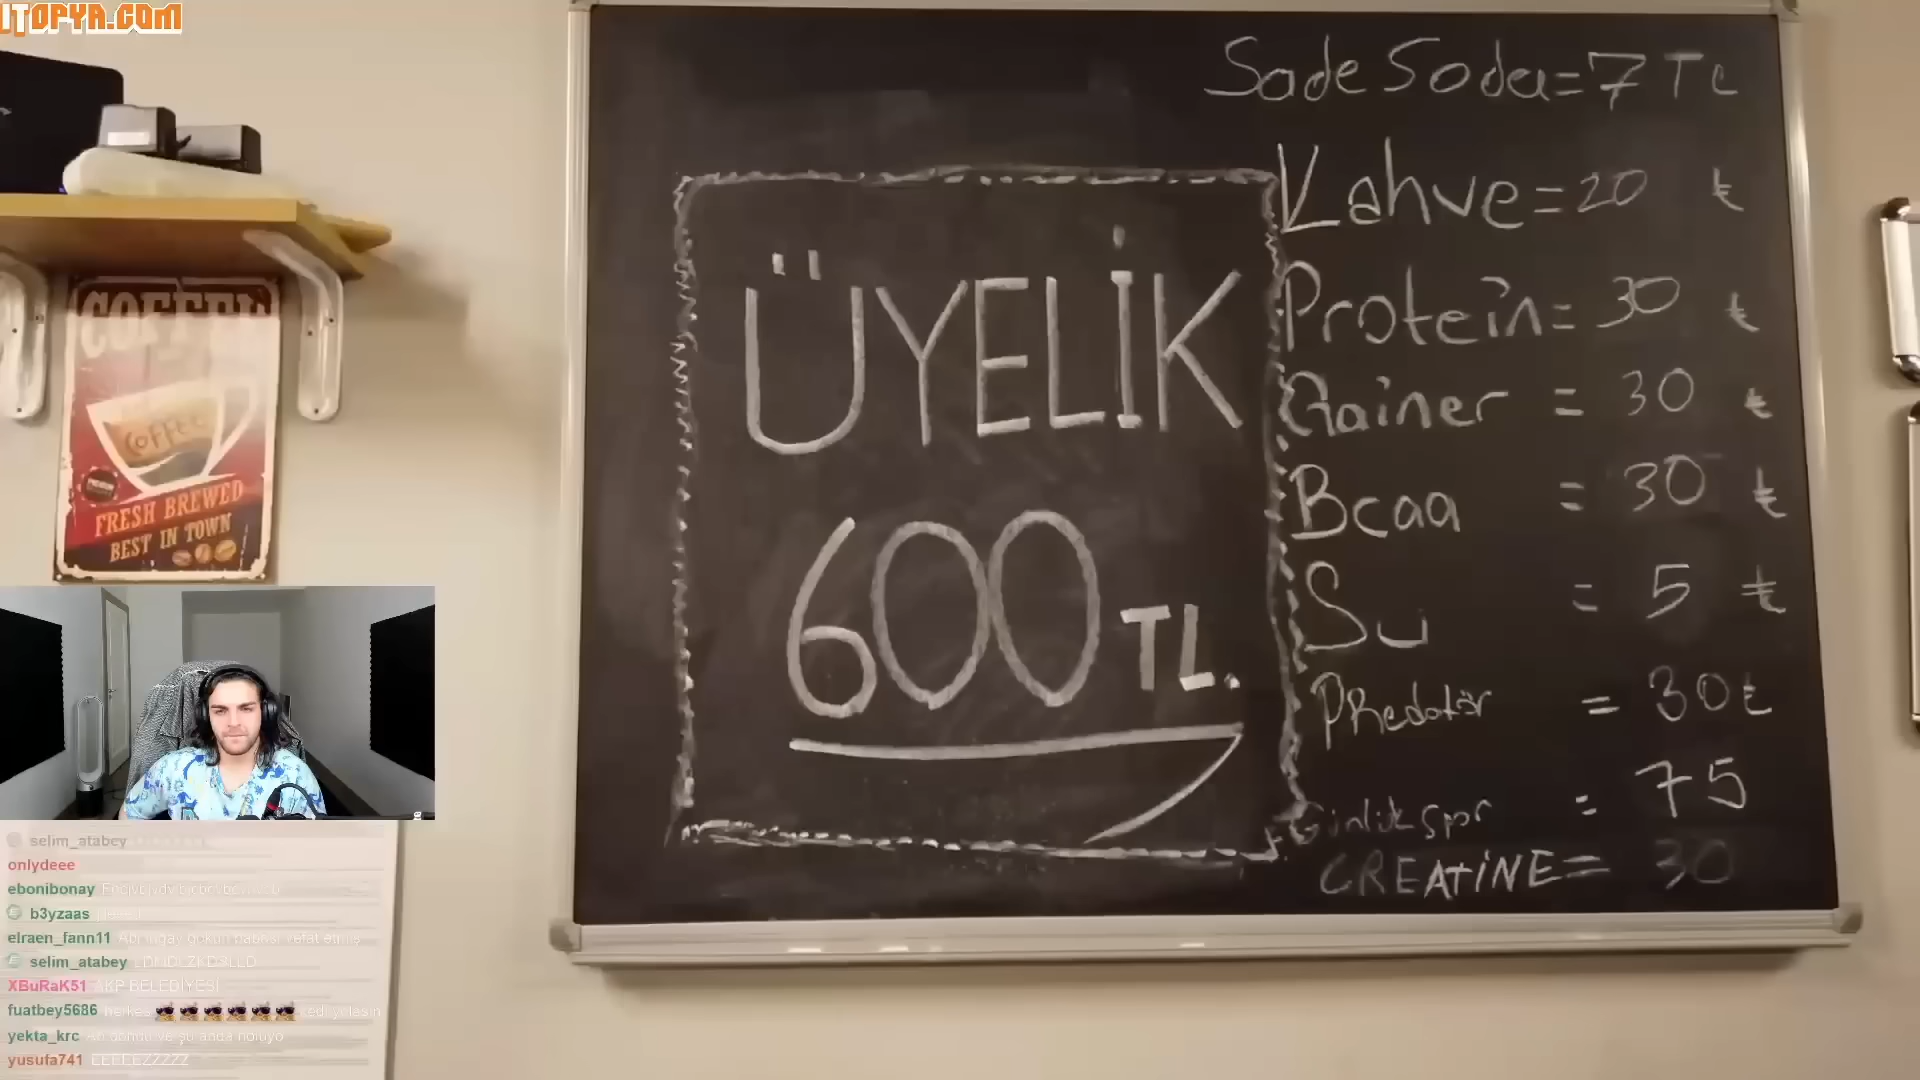 İTOPYA.COM
Sade Soda=7 TL
Kahve=20 ₺
Protein=30 ₺
Gainer = 30 ₺
Bcaa = 30 ₺
Su = 5 ₺
PRedatör = 30₺
Günlük spor = 75
CREATİNE= 30
ÜYELİK
600 TL.
COFFEE
Coffee
FRESH BREWED
BEST IN TOWN
selim_atabey
onlydeee
ebonibonay
b3yzaas
elraen_fann11
selim_atabey
XBuRaK51 AKP BELEDİYESİ
fuatbey5686 herkes
yekta_krc
yusufa741